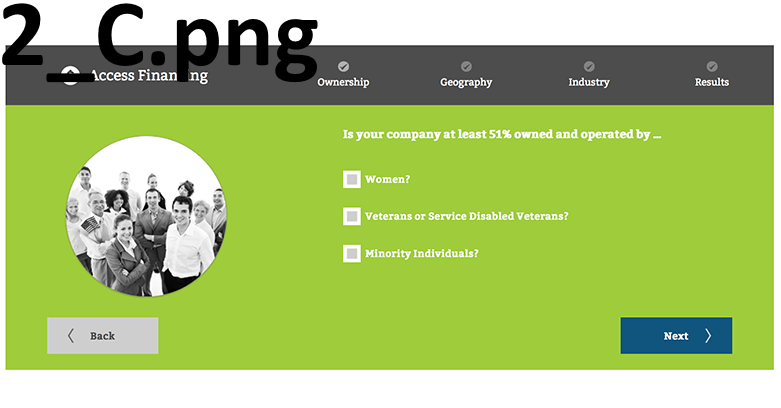 2_C.png
Access Financing
Ownership
Geography
Industry
Results
Is your company at least 51% owned and operated by ...
Women?
Veterans or Service Disabled Veterans?
Minority Individuals?
Back
Next